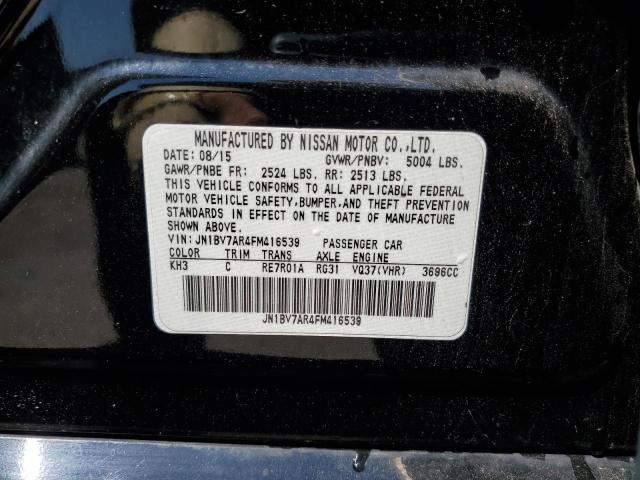 MANUFACTURED BY NISSAN MOTOR CO.,LTD.
DATE: 08/15 GVWR/PNBV: 5004 LBS.
GAWR/PNBE FR: 2524 LBS. RR: 2513 LBS.
THIS VEHICLE CONFORMS TO ALL APPLICABLE FEDERAL
MOTOR VEHICLE SAFETY,BUMPER,AND THEFT PREVENTION
STANDARDS IN EFFECT ON THE DATE OF MANUFACTURE
SHOWN ABOVE.
VIN: JN1BV7AR4FM416539 PASSENGER CAR
COLOR TRIM TRANS AXLE ENGINE
KH3 C RE7R01A RG31 VQ37(VHR) 3696CC
JN1BV7AR4FM416539